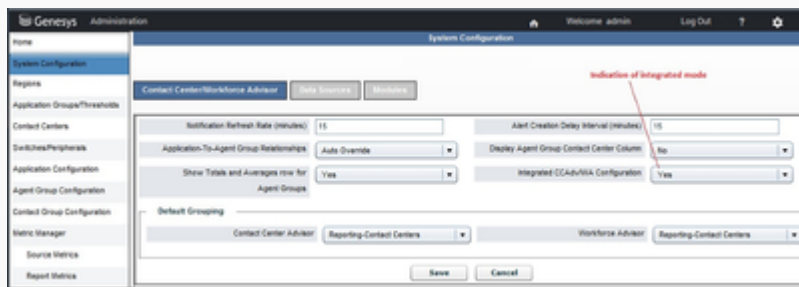 Genesys Administration Welcome admin Log Out ?
System Configuration
Home
System Configuration
Regions
Application Groups/Thresholds
Contact Centers
Switches/Peripherals
Application Configuration
Agent Group Configuration
Contact Group Configuration
Metric Manager
Source Metrics
Report Metrics
Indication of integrated mode
Contact Center/Workforce Advisor Data Sources Modules
Notification Refresh Rate (minutes) 15 Alert Creation Delay Interval (minutes) 15
Application-To-Agent Group Relationships Auto Override Display Agent Group Contact Center Column No
Show Totals and Averages row for Agent Groups Yes Integrated CCAdv/WA Configuration Yes
Default Grouping
Contact Center Advisor Reporting-Contact Centers Workforce Advisor Reporting-Contact Centers
Save Cancel